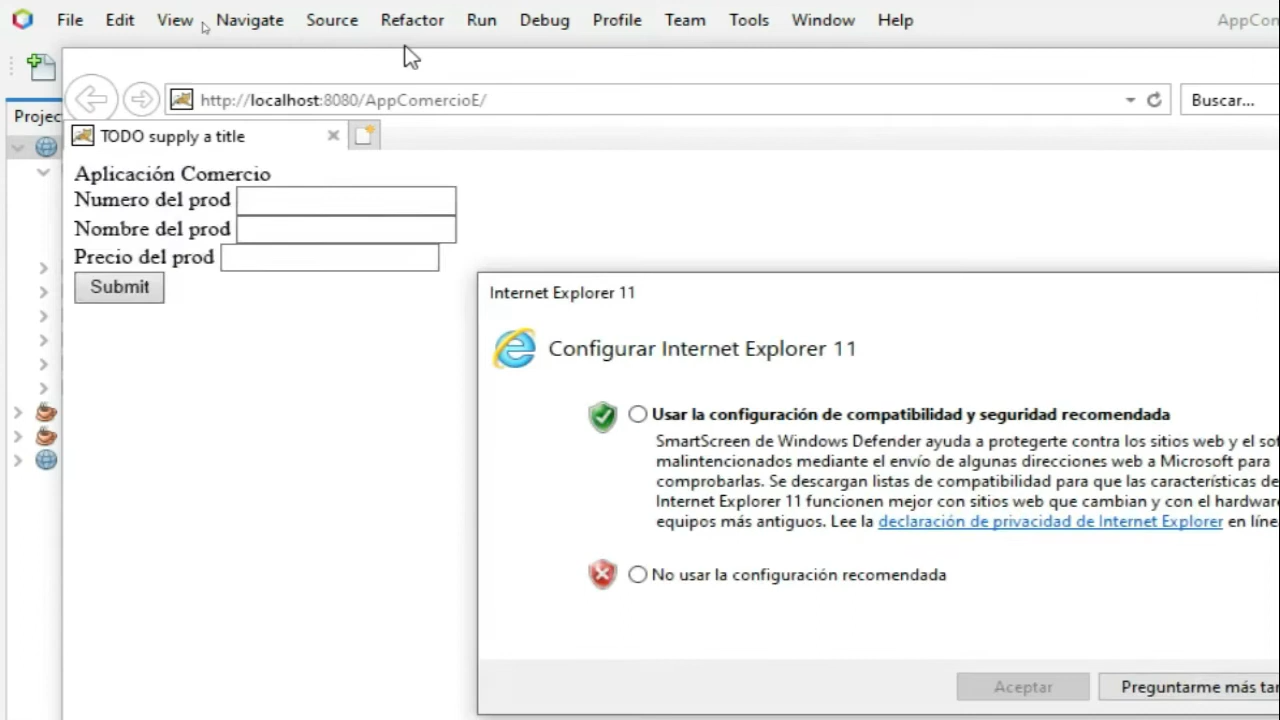 File Edit View Navigate Source Refactor Run Debug Profile Team Tools Window Help
AppCom
http://localhost:8080/AppComercioE/
Buscar...
Projec
TODO supply a title
Aplicación Comercio
Numero del prod
Nombre del prod
Precio del prod
Submit
Internet Explorer 11
Configurar Internet Explorer 11
Usar la configuración de compatibilidad y seguridad recomendada
SmartScreen de Windows Defender ayuda a protegerte contra los sitios web y el sof
malintencionados mediante el envío de algunas direcciones web a Microsoft para
comprobarlas. Se descargan listas de compatibilidad para que las características de
Internet Explorer 11 funcionen mejor con sitios web que cambian y con el hardware
equipos más antiguos. Lee la declaración de privacidad de Internet Explorer en líne
No usar la configuración recomendada
Aceptar
Preguntarme más tar